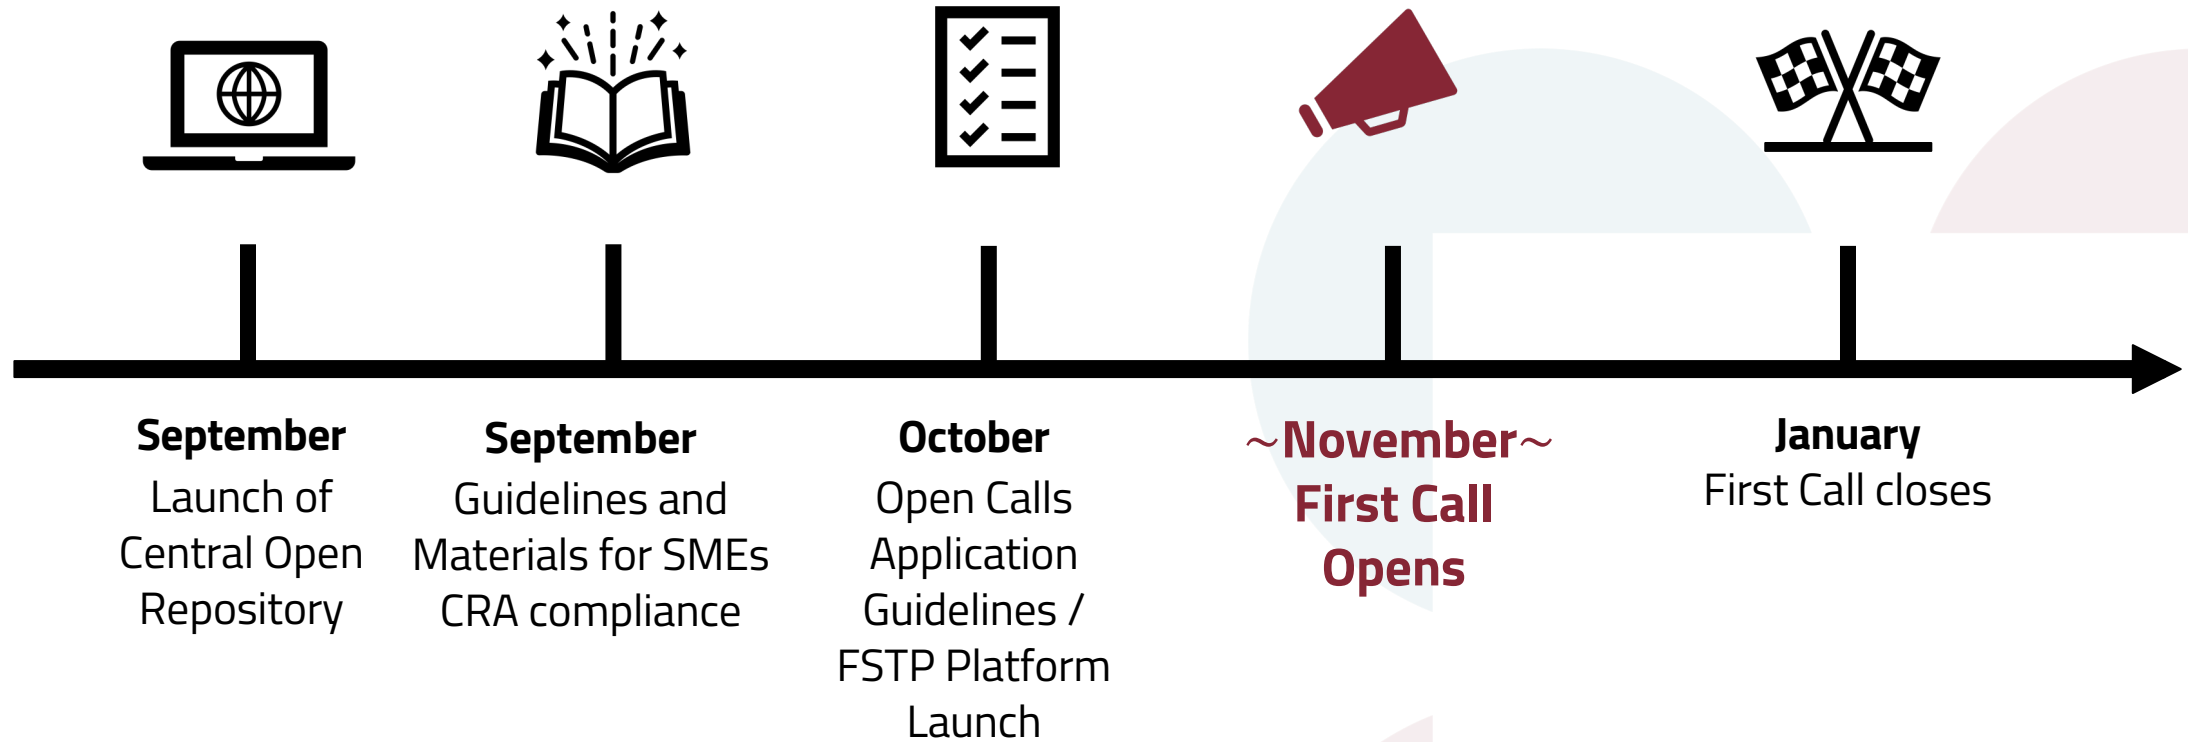 September
Launch of
Central Open
Repository
September
Guidelines and
Materials for SMEs
CRA compliance
October
Open Calls
Application
Guidelines /
FSTP Platform
Launch
~November~
First Call
Opens
January
First Call closes